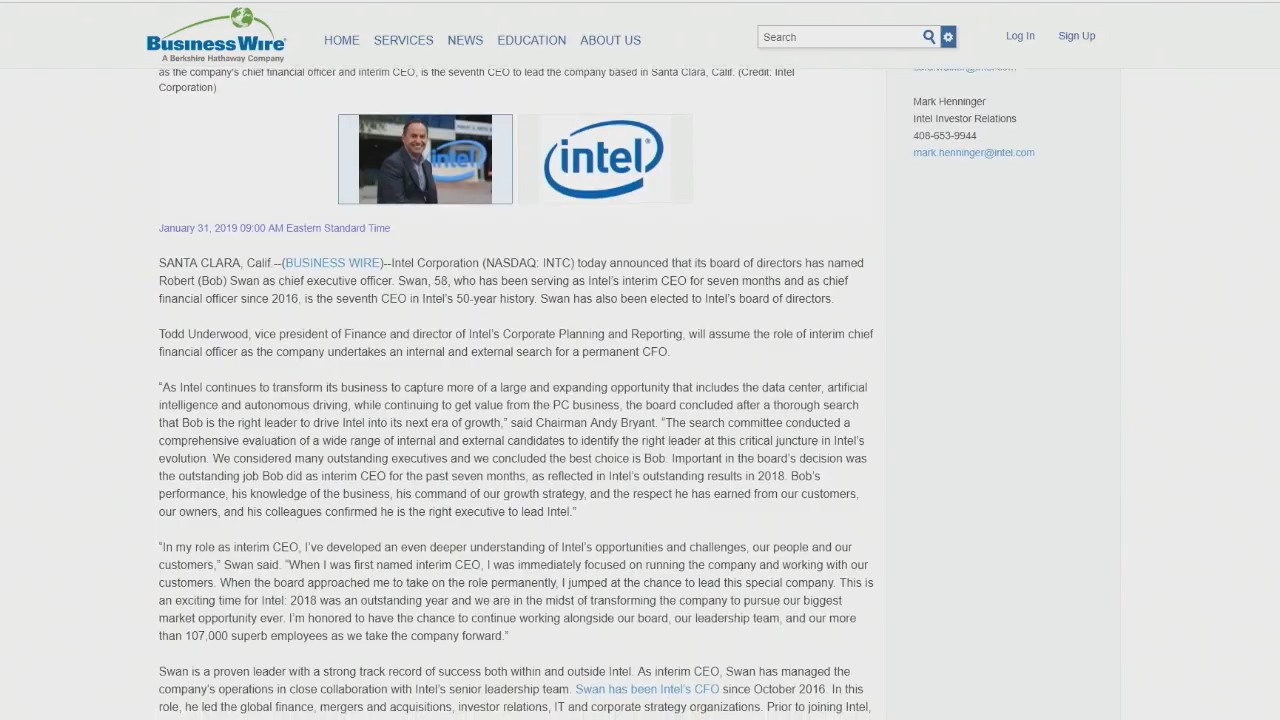 Business Wire
A Berkshire Hathaway Company
HOME SERVICES NEWS EDUCATION ABOUT US
Search
Log In Sign Up
as the company's chief financial officer and interim CEO, is the seventh CEO to lead the company based in Santa Clara, Calif. (Credit: Intel
Corporation)
Mark Henninger
Intel Investor Relations
408-653-9944
mark.henninger@intel.com
intel
intel®
January 31, 2019 09:00 AM Eastern Standard Time
SANTA CLARA, Calif.--(BUSINESS WIRE)--Intel Corporation (NASDAQ: INTC) today announced that its board of directors has named
Robert (Bob) Swan as chief executive officer. Swan, 58, who has been serving as Intel's interim CEO for seven months and as chief
financial officer since 2016, is the seventh CEO in Intel's 50-year history. Swan has also been elected to Intel's board of directors.
Todd Underwood, vice president of Finance and director of Intel's Corporate Planning and Reporting, will assume the role of interim chief
financial officer as the company undertakes an internal and external search for a permanent CFO.
“As Intel continues to transform its business to capture more of a large and expanding opportunity that includes the data center, artificial
intelligence and autonomous driving, while continuing to get value from the PC business, the board concluded after a thorough search
that Bob is the right leader to drive Intel into its next era of growth,” said Chairman Andy Bryant. “The search committee conducted a
comprehensive evaluation of a wide range of internal and external candidates to identify the right leader at this critical juncture in Intel's
evolution. We considered many outstanding executives and we concluded the best choice is Bob. Important in the board's decision was
the outstanding job Bob did as interim CEO for the past seven months, as reflected in Intel's outstanding results in 2018. Bob's
performance, his knowledge of the business, his command of our growth strategy, and the respect he has earned from our customers,
our owners, and his colleagues confirmed he is the right executive to lead Intel.”
“In my role as interim CEO, I've developed an even deeper understanding of Intel's opportunities and challenges, our people and our
customers,” Swan said. “When I was first named interim CEO, I was immediately focused on running the company and working with our
customers. When the board approached me to take on the role permanently, I jumped at the chance to lead this special company. This is
an exciting time for Intel: 2018 was an outstanding year and we are in the midst of transforming the company to pursue our biggest
market opportunity ever. I'm honored to have the chance to continue working alongside our board, our leadership team, and our more
than 107,000 superb employees as we take the company forward.”
Swan is a proven leader with a strong track record of success both within and outside Intel. As interim CEO, Swan has managed the
company's operations in close collaboration with Intel's senior leadership team. Swan has been Intel's CFO since October 2016. In this
role, he led the global finance, mergers and acquisitions, investor relations, IT and corporate strategy organizations. Prior to joining Intel,